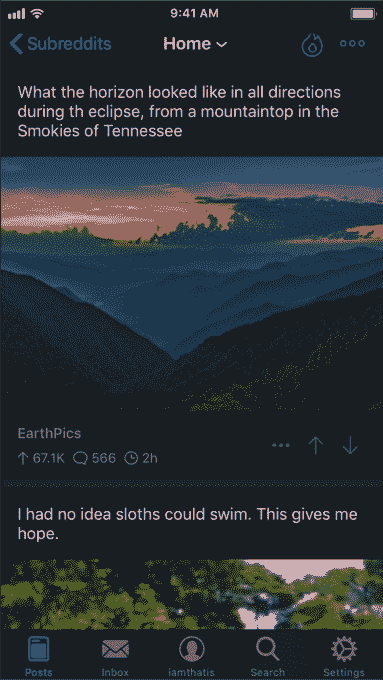 9:41 AM
Subreddits
Home
What the horizon looked like in all directions
during th eclipse, from a mountaintop in the
Smokies of Tennessee
EarthPics
67.1K 566 2h
I had no idea sloths could swim. This gives me
hope.
Posts Inbox iamthatis Search Settings